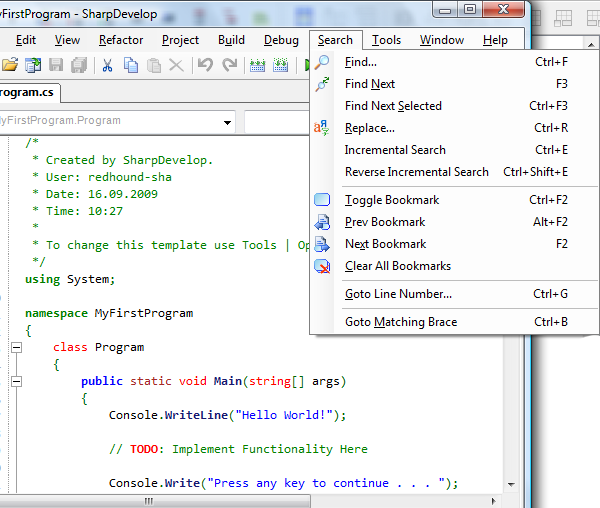 yFirstProgram - SharpDevelop
Edit View Refactor Project Build Debug Search Tools Window Help
rogram.cs
MyFirstProgram.Program
Find... Ctrl+F
Find Next F3
Find Next Selected Ctrl+F3
Replace... Ctrl+R
Incremental Search Ctrl+E
Reverse Incremental Search Ctrl+Shift+E
Toggle Bookmark Ctrl+F2
Prev Bookmark Alt+F2
Next Bookmark F2
Clear All Bookmarks
Goto Line Number... Ctrl+G
Goto Matching Brace Ctrl+B
/*
* Created by SharpDevelop.
* User: redhound-sha
* Date: 16.09.2009
* Time: 10:27
*
* To change this template use Tools | Op
*/
using System;
namespace MyFirstProgram
{
class Program
{
public static void Main(string[] args)
{
Console.WriteLine("Hello World!");
// TODO: Implement Functionality Here
Console.Write("Press any key to continue . . . ");